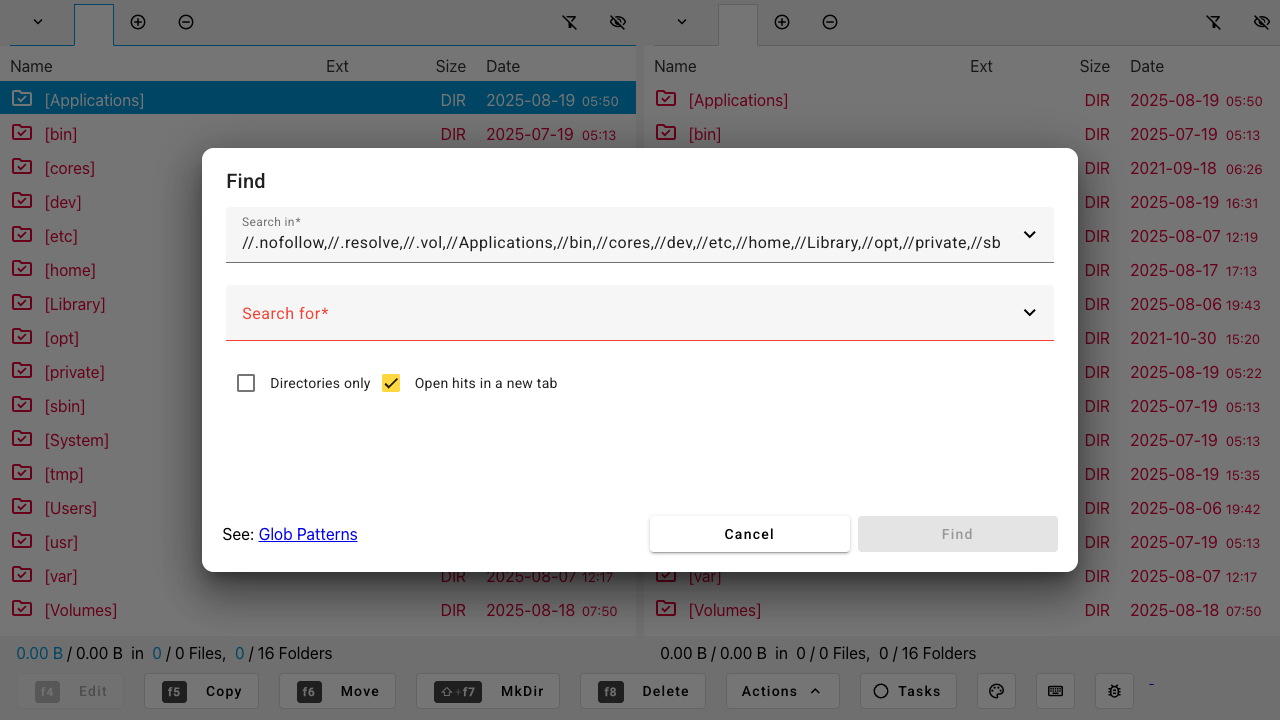 Name Ext Size Date Name Ext Size Date
[Applications] DIR 2025-08-19 05:50 [Applications] DIR 2025-08-19 05:50
[bin] DIR 2025-07-19 05:13 [bin] DIR 2025-07-19 05:13
[cores] DIR 2021-09-18 06:26
[dev] DIR 2025-08-19 16:31
[etc] DIR 2025-08-07 12:19
[home] DIR 2025-08-17 17:13
[Library] DIR 2025-08-06 19:43
[opt] DIR 2021-10-30 15:20
[private] DIR 2025-08-19 05:22
[sbin] DIR 2025-07-19 05:13
[System] DIR 2025-07-19 05:13
[tmp] DIR 2025-08-19 15:35
[Users] DIR 2025-08-06 19:42
[usr] DIR 2025-07-19 05:13
[var] DIR 2025-08-07 12:17 [var] DIR 2025-08-07 12:17
[Volumes] DIR 2025-08-18 07:50 [Volumes] DIR 2025-08-18 07:50
Find
Search in*
//.nofollow,//.resolve,//.vol,//Applications,//bin,//cores,//dev,//etc,//home,//Library,//opt,//private,//sb
Search for*
Directories only Open hits in a new tab
See: Glob Patterns Cancel Find
0.00 B / 0.00 B in 0 / 0 Files, 0 / 16 Folders 0.00 B / 0.00 B in 0 / 0 Files, 0 / 16 Folders
f4 Edit f5 Copy f6 Move ⇧+f7 MkDir f8 Delete Actions Tasks -